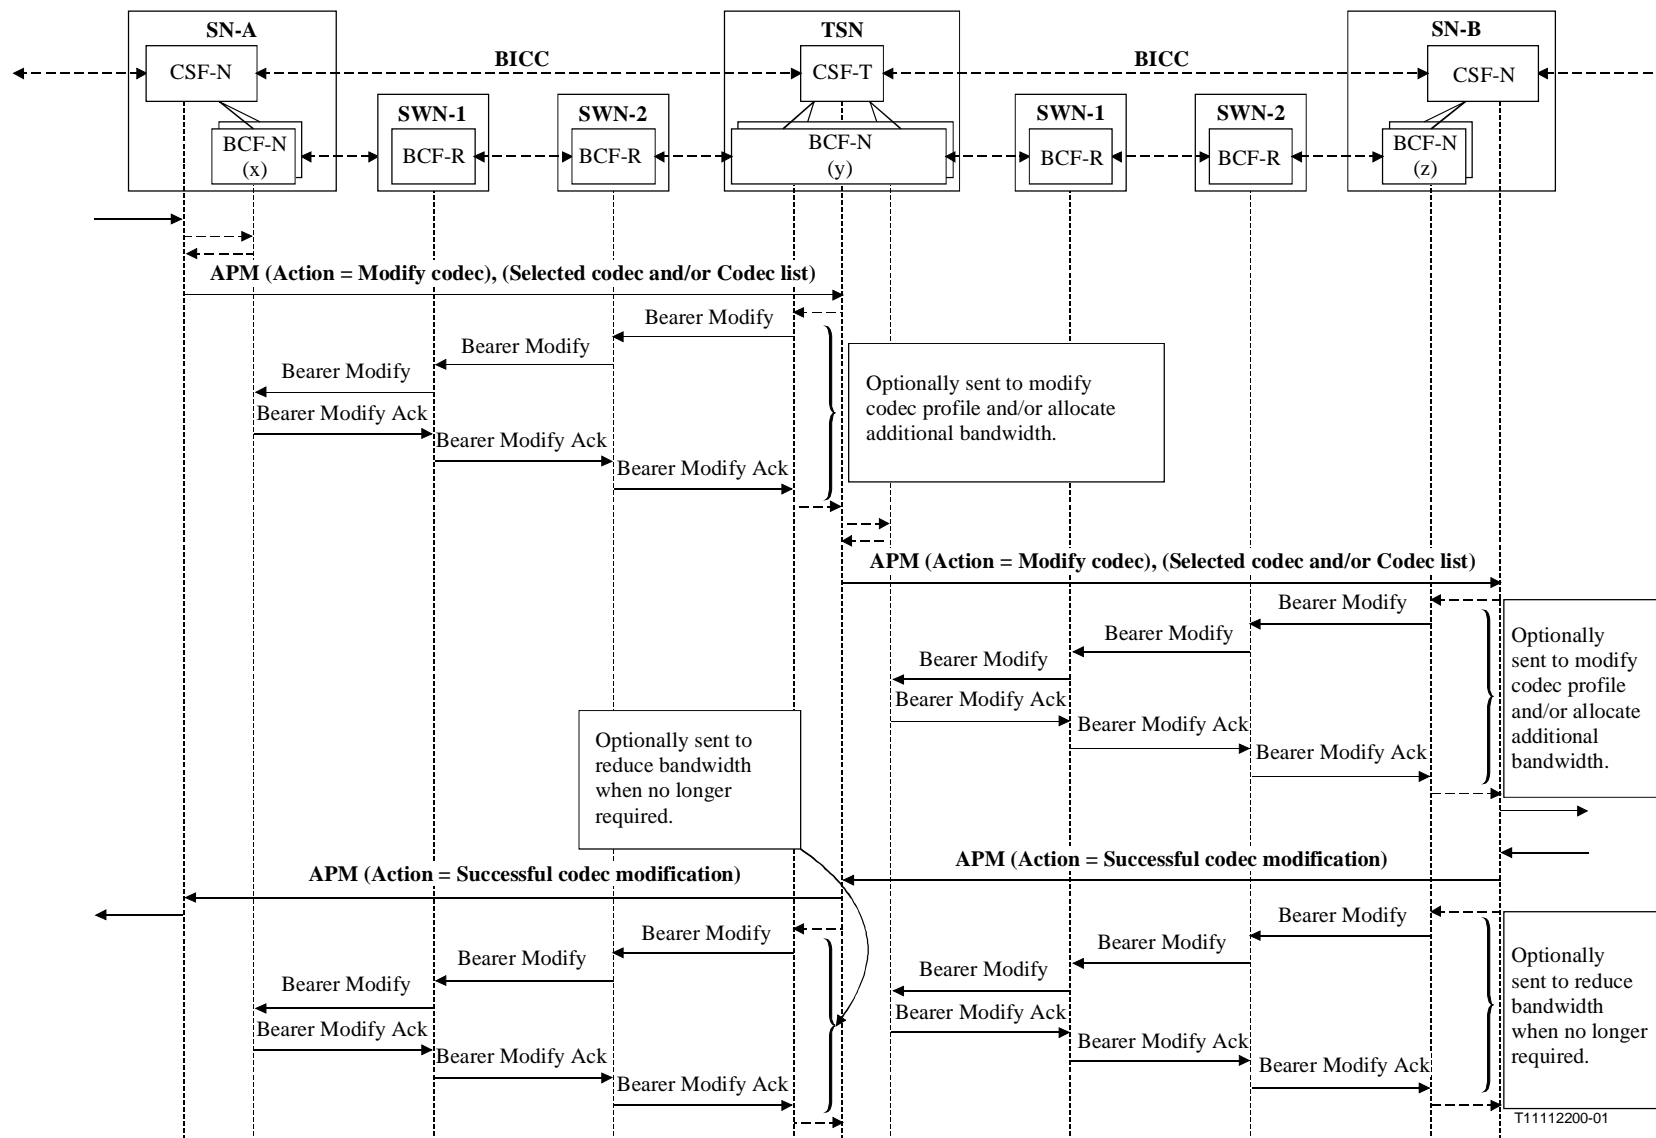 SN-A
TSN
SN-B
CSF-N
BICC
CSF-T
BICC
CSF-N
SWN-1
SWN-2
SWN-1
SWN-2
BCF-N
(x)
BCF-R
BCF-R
BCF-N
(y)
BCF-R
BCF-R
BCF-N
(z)
APM (Action = Modify codec), (Selected codec and/or Codec list)
Bearer Modify
Bearer Modify
Bearer Modify
Bearer Modify Ack
Bearer Modify Ack
Bearer Modify Ack
Optionally sent to modify
codec profile and/or allocate
additional bandwidth.
APM (Action = Modify codec), (Selected codec and/or Codec list)
Bearer Modify
Bearer Modify
Bearer Modify
Bearer Modify Ack
Bearer Modify Ack
Bearer Modify Ack
Optionally
sent to modify
codec profile
and/or allocate
additional
bandwidth.
Optionally sent to
reduce bandwidth
when no longer
required.
APM (Action = Successful codec modification)
APM (Action = Successful codec modification)
Bearer Modify
Bearer Modify
Bearer Modify
Bearer Modify Ack
Bearer Modify Ack
Bearer Modify Ack
Bearer Modify
Bearer Modify
Bearer Modify
Bearer Modify Ack
Bearer Modify Ack
Bearer Modify Ack
Optionally
sent to reduce
bandwidth
when no longer
required.
T11112200-01